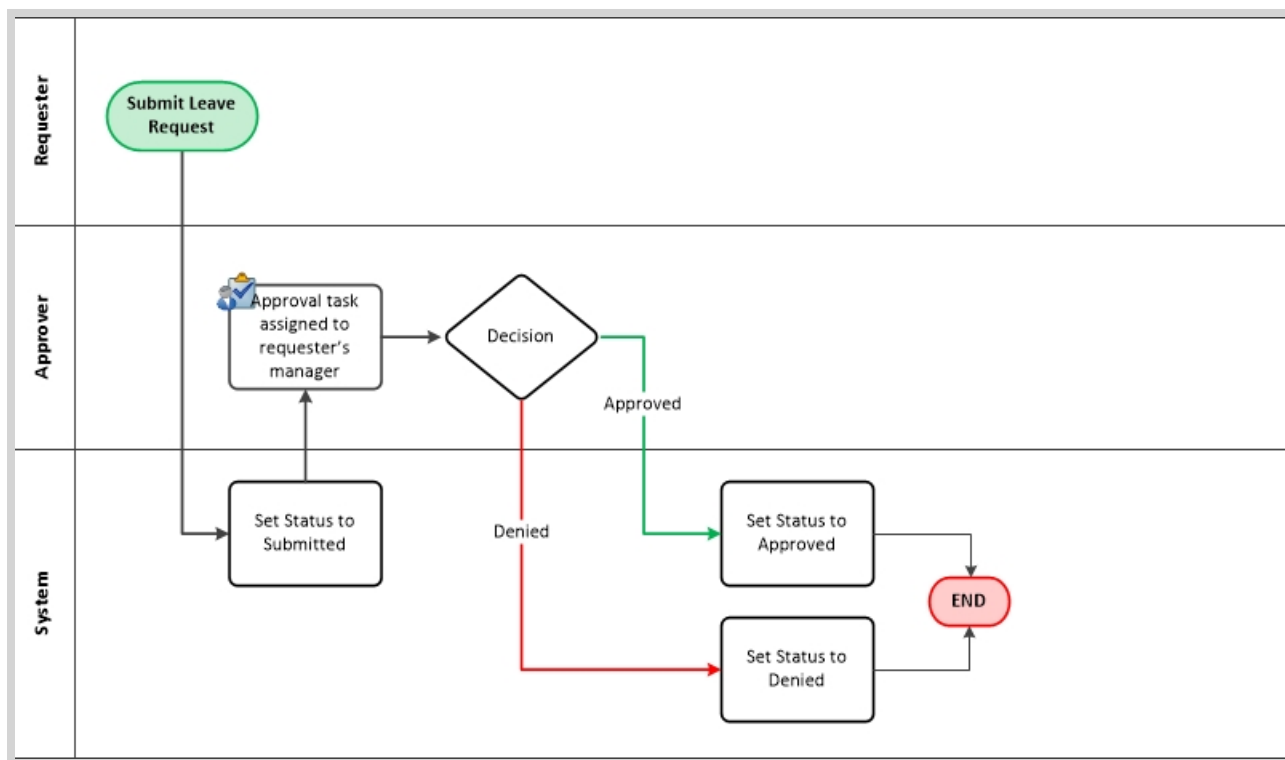 Requester
Submit Leave
Request
Approver
Approval task
assigned to
requester's
manager
Decision
Approved
System
Set Status to
Submitted
Denied
Set Status to
Approved
END
Set Status to
Denied